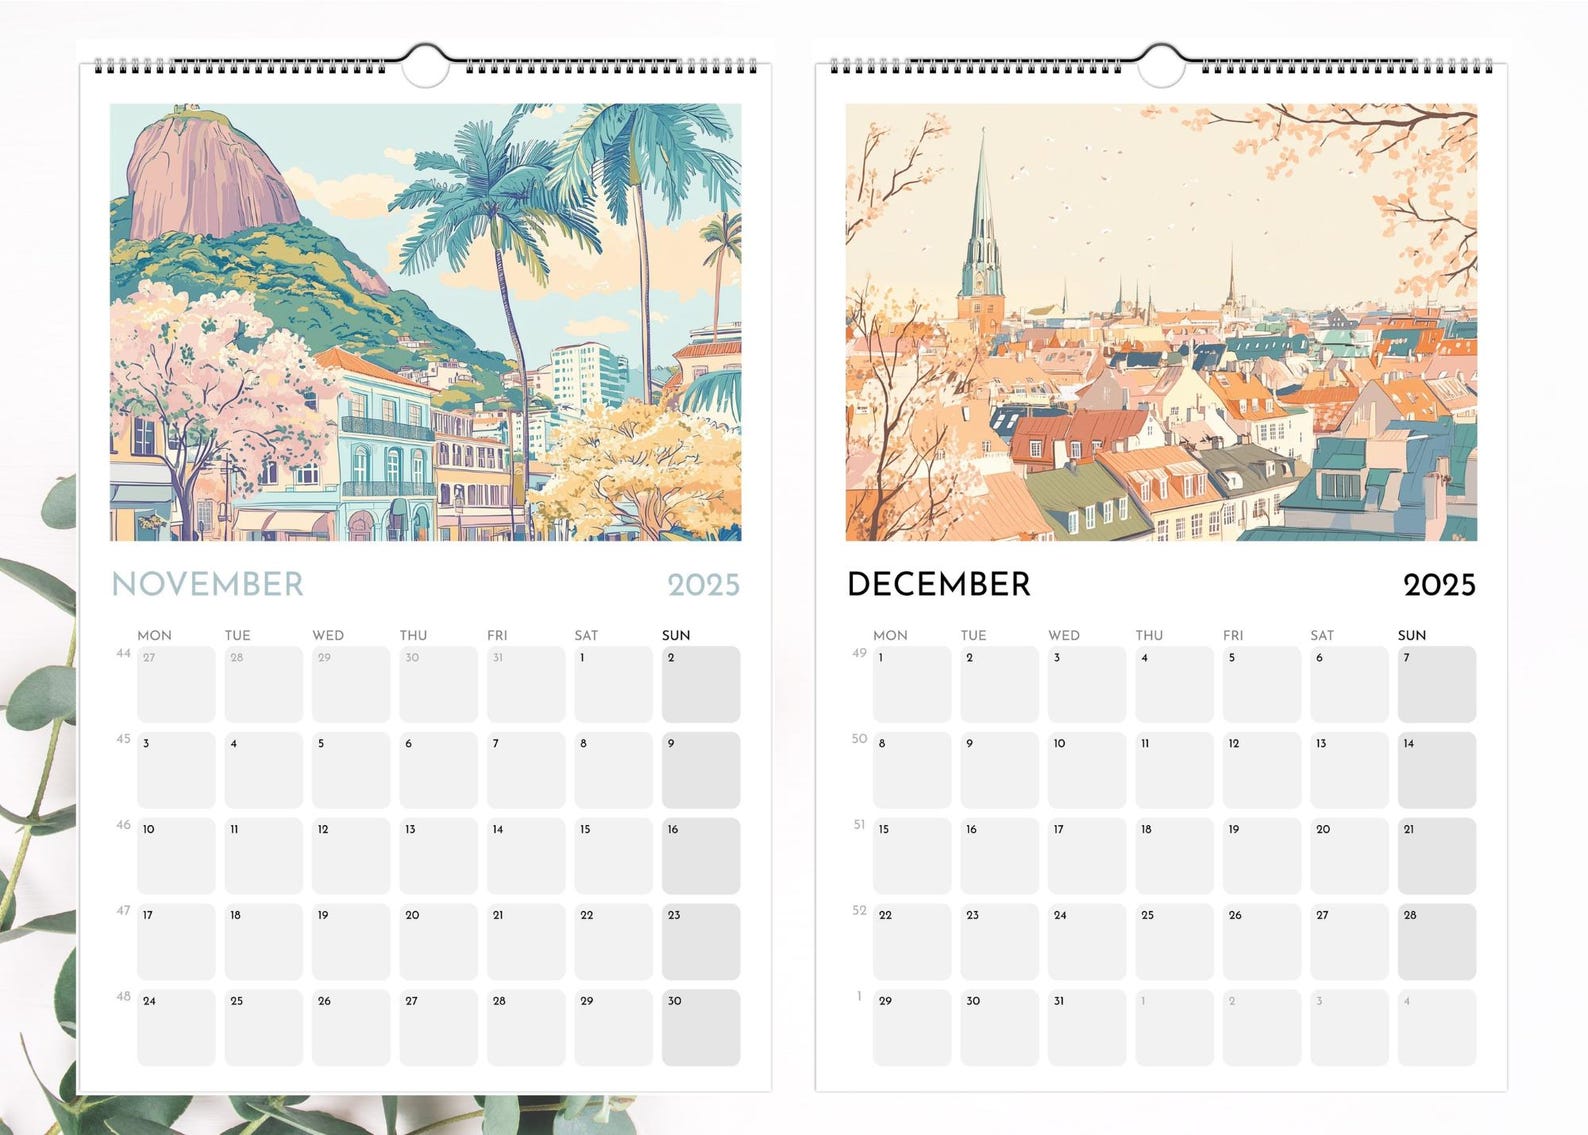 NOVEMBER 2025
MON TUE WED THU FRI SAT SUN
44 27 28 29 30 31 1 2
45 3 4 5 6 7 8 9
46 10 11 12 13 14 15 16
47 17 18 19 20 21 22 23
48 24 25 26 27 28 29 30
DECEMBER 2025
MON TUE WED THU FRI SAT SUN
49 1 2 3 4 5 6 7
50 8 9 10 11 12 13 14
51 15 16 17 18 19 20 21
52 22 23 24 25 26 27 28
1 29 30 31 1 2 3 4